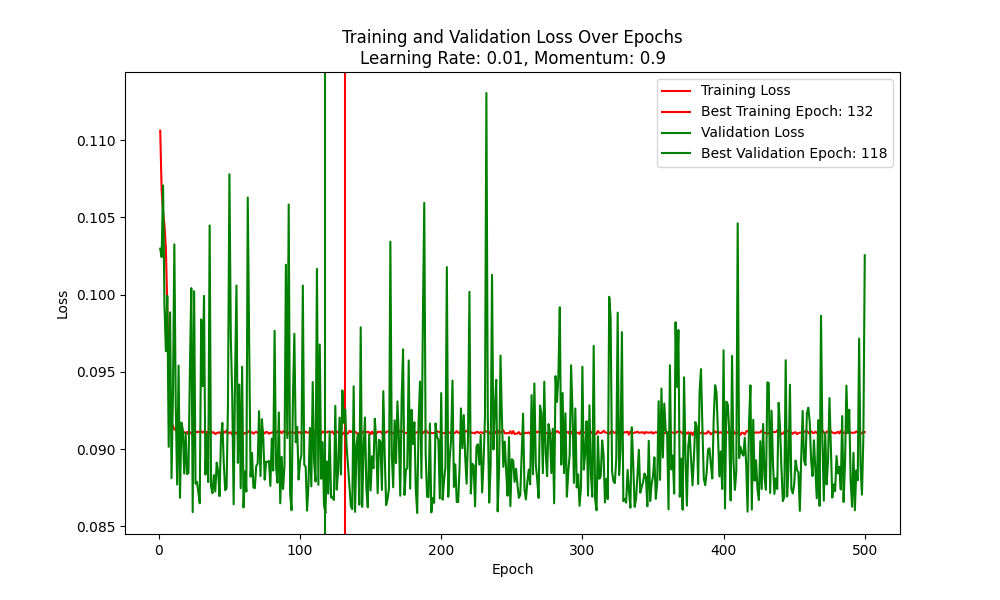 Training and Validation Loss Over Epochs
Learning Rate: 0.01, Momentum: 0.9
Training Loss
Best Training Epoch: 132
Validation Loss
Best Validation Epoch: 118
0.110
0.105
0.100
0.095
0.090
0.085
Loss
0 100 200 300 400 500
Epoch